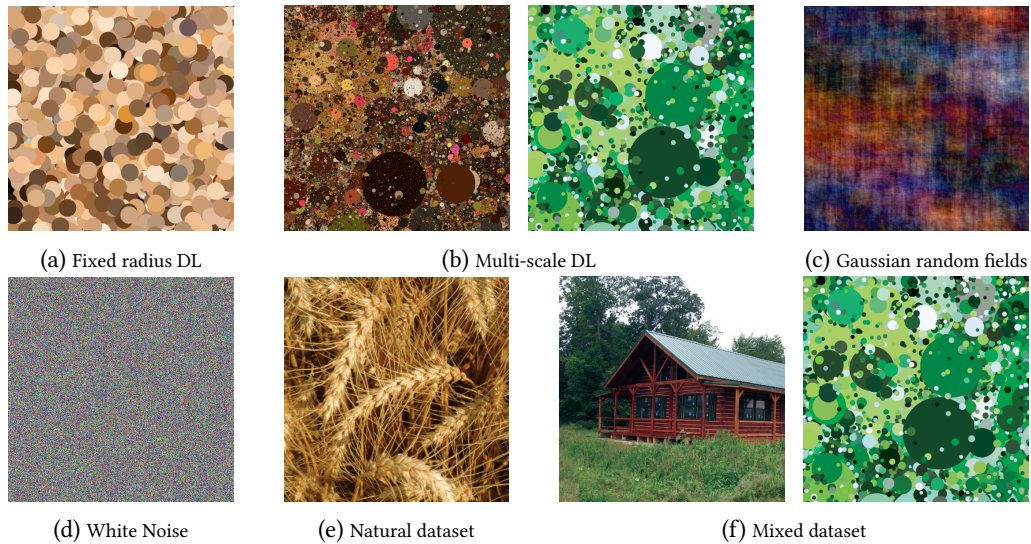 (a) Fixed radius DL
(b) Multi-scale DL
(c) Gaussian random fields
(d) White Noise
(e) Natural dataset
(f) Mixed dataset